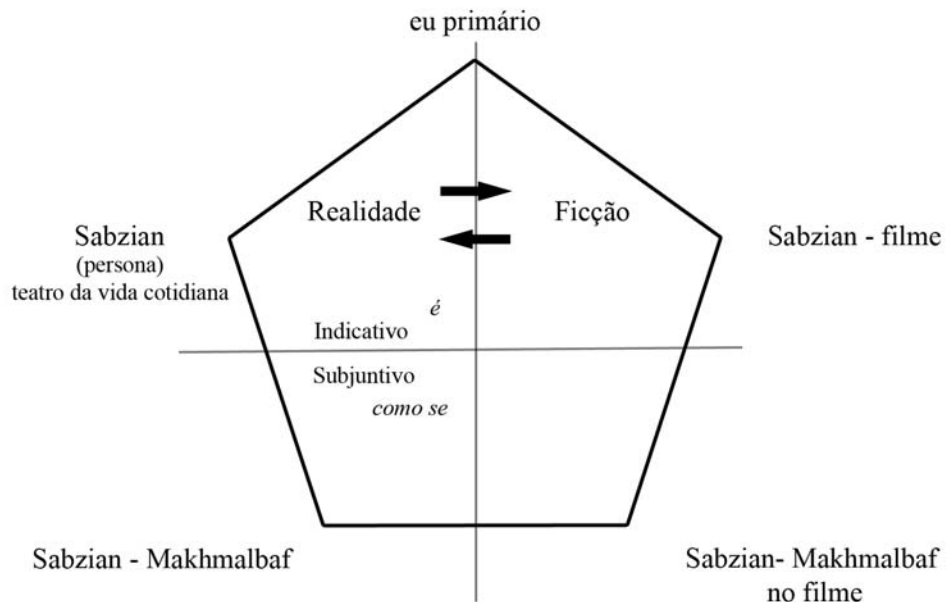 eu primário
Realidade
Ficção
Sabzian
(persona)
teatro da vida cotidiana
Sabzian - filme
é
Indicativo
Subjuntivo
como se
Sabzian - Makhmalbaf
Sabzian- Makhmalbaf
no filme